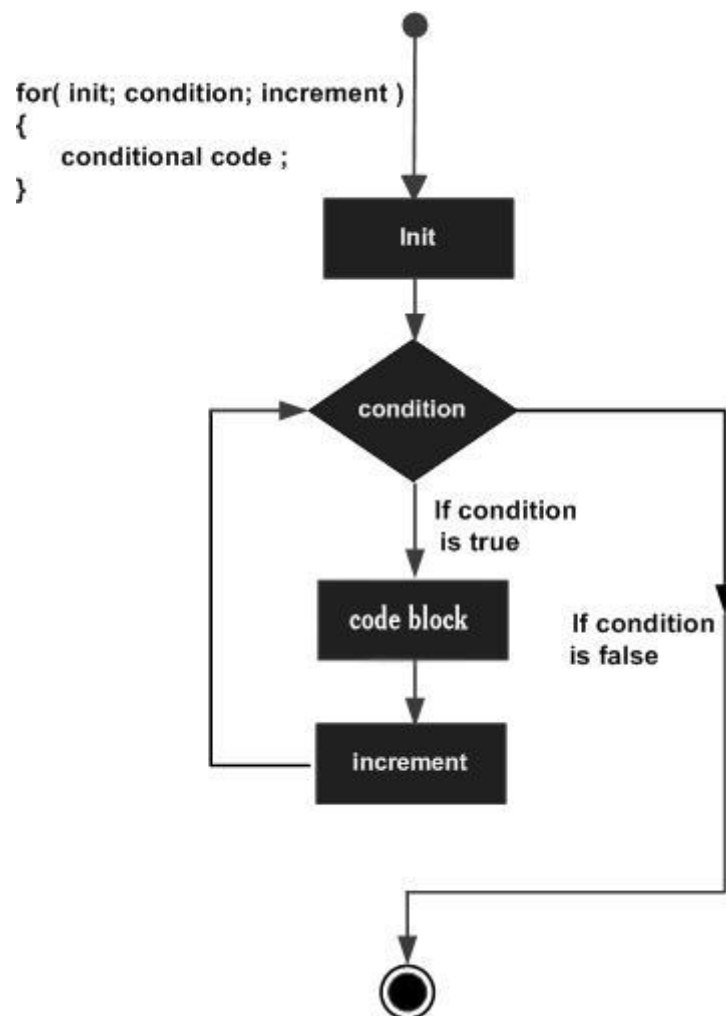 for( init; condition; increment )
{
conditional code ;
}
Init
condition
If condition
is true
code block
If condition
is false
increment